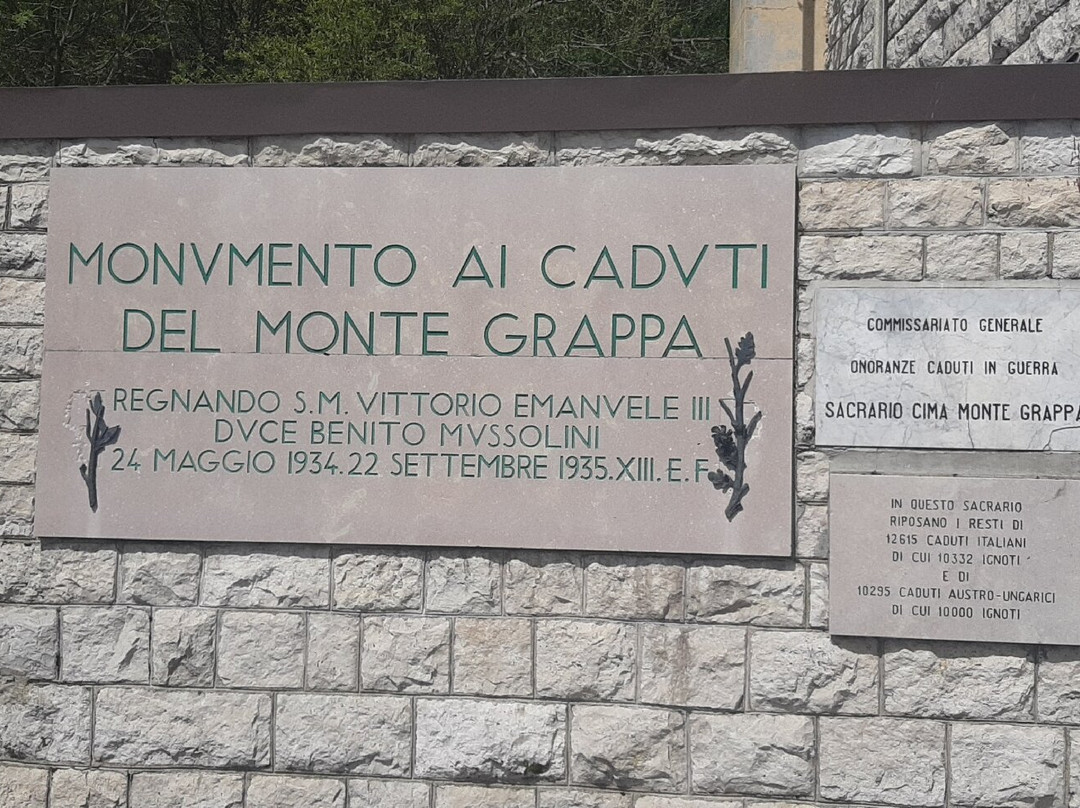 MONVMENTO AI CADVTI
DEL MONTE GRAPPA
REGNANDO S.M. VITTORIO EMANVELE III
DVCE BENITO MVSSOLINI
24 MAGGIO 1934.22 SETTEMBRE 1935.XIII.E.F
COMMISSARIATO GENERALE
ONORANZE CADUTI IN GUERRA
SACRARIO CIMA MONTE GRAPPA
IN QUESTO SACRARIO
RIPOSANO I RESTI DI
12615 CADUTI ITALIANI
DI CUI 10332 IGNOTI
E DI
10295 CADUTI AUSTRO-UNGARICI
DI CUI 10000 IGNOTI